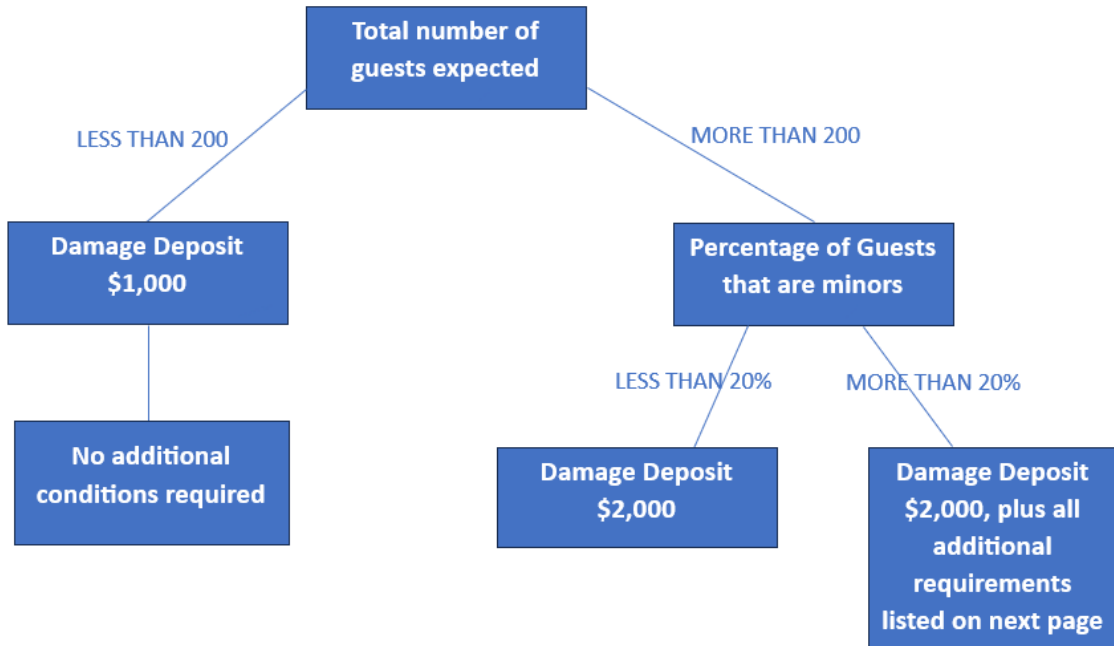 Total number of
guests expected
LESS THAN 200
MORE THAN 200
Damage Deposit
$1,000
Percentage of Guests
that are minors
LESS THAN 20%
MORE THAN 20%
No additional
conditions required
Damage Deposit
$2,000
Damage Deposit
$2,000, plus all
additional
requirements
listed on next page